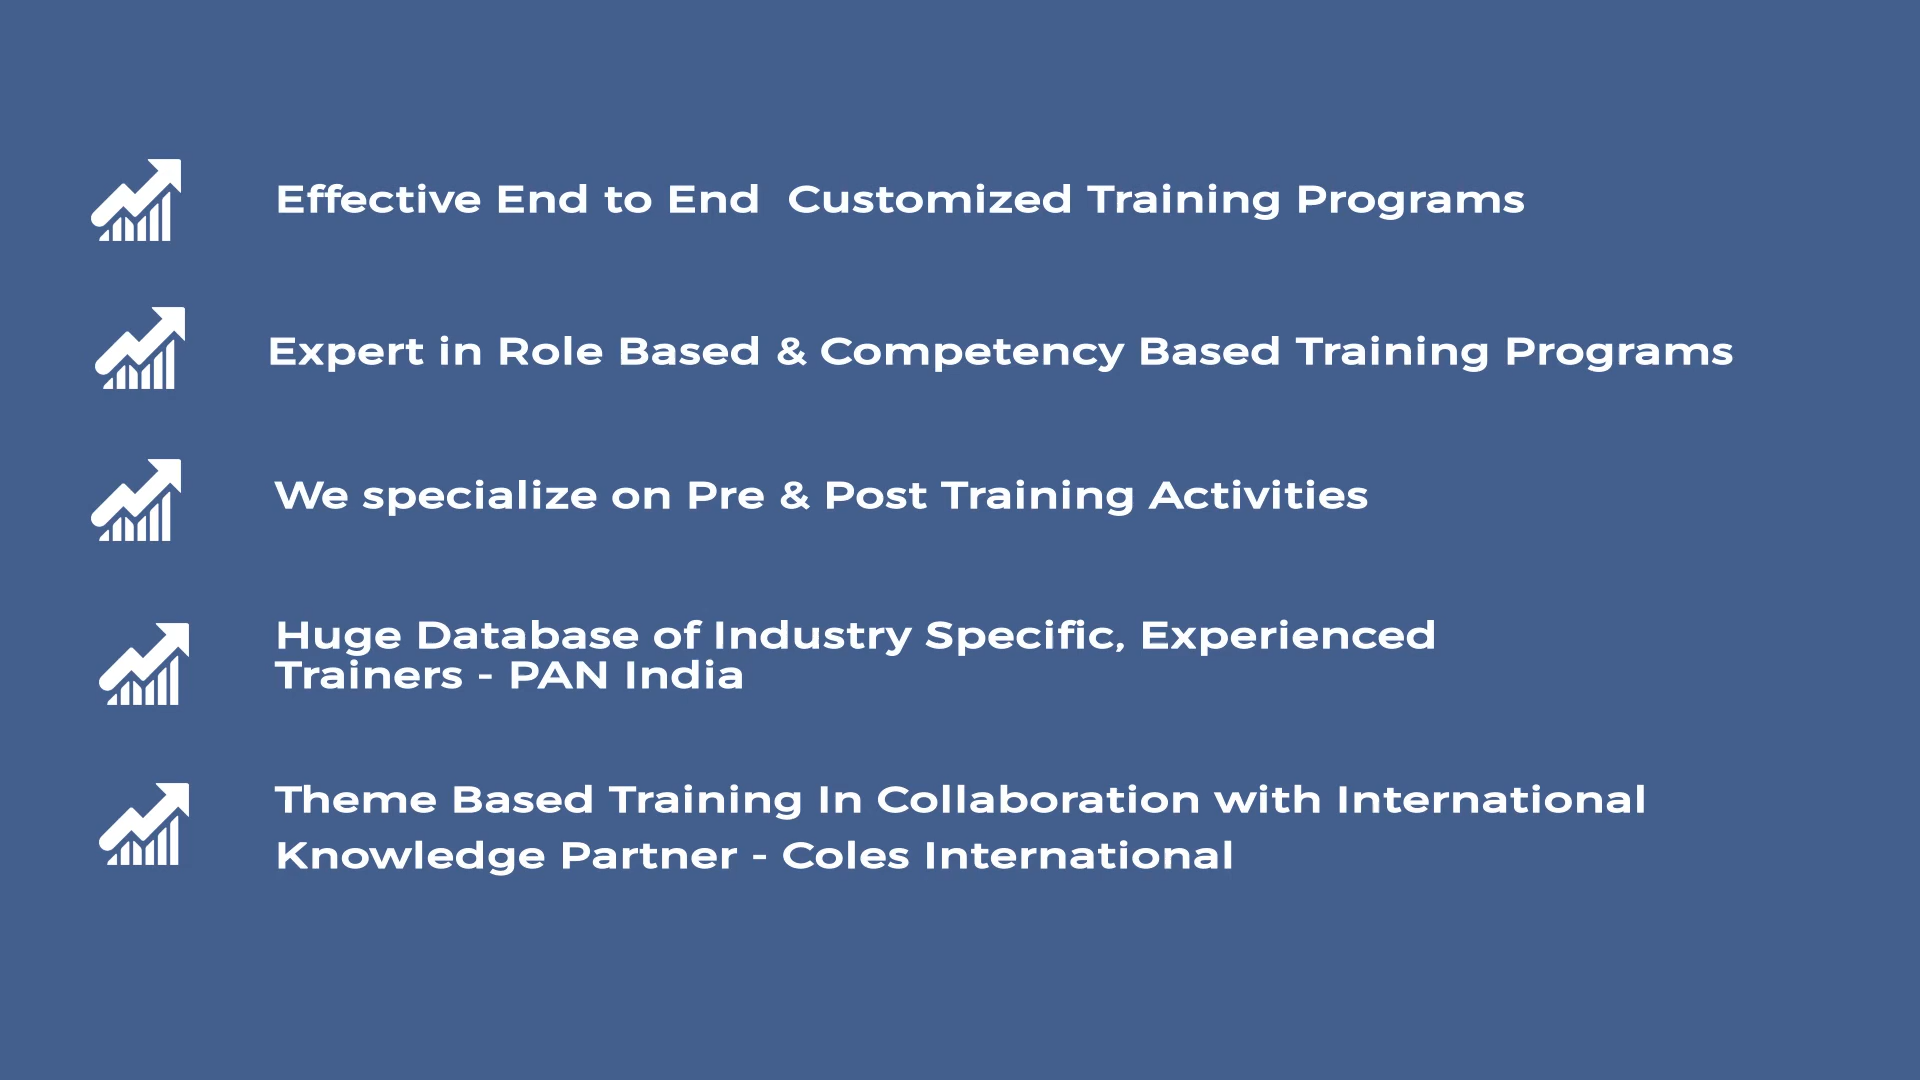 Effective End to End  Customized Training Programs
Expert in Role Based & Competency Based Training Programs
We specialize on Pre & Post Training Activities
Huge Database of Industry Specific, Experienced
Trainers - PAN India
Theme Based Training In Collaboration with International
Knowledge Partner - Coles International